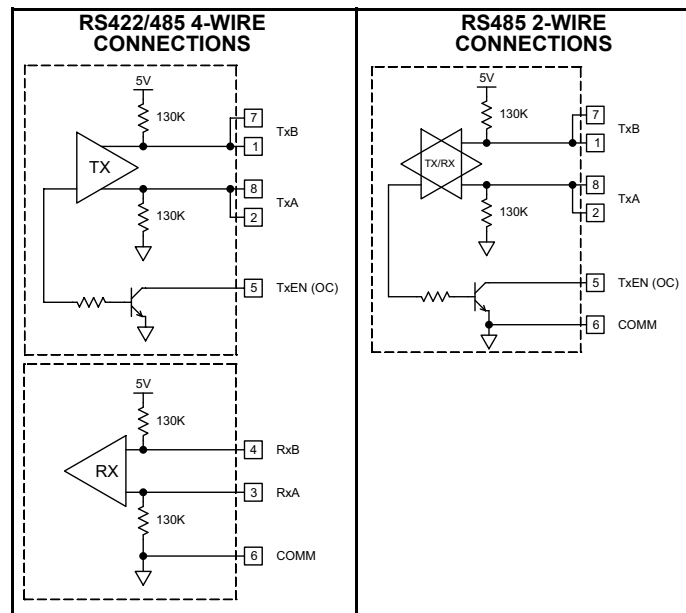 RS422/485 4-WIRE
CONNECTIONS
5V
130K
7
TxB
1
TX
8
TxA
130K
2
5
TxEN (OC)
5V
130K
4
RxB
RX
3
RxA
130K
6
COMM
RS485 2-WIRE
CONNECTIONS
5V
130K
7
TxB
1
TX/RX
8
TxA
130K
2
5
TxEN (OC)
6
COMM